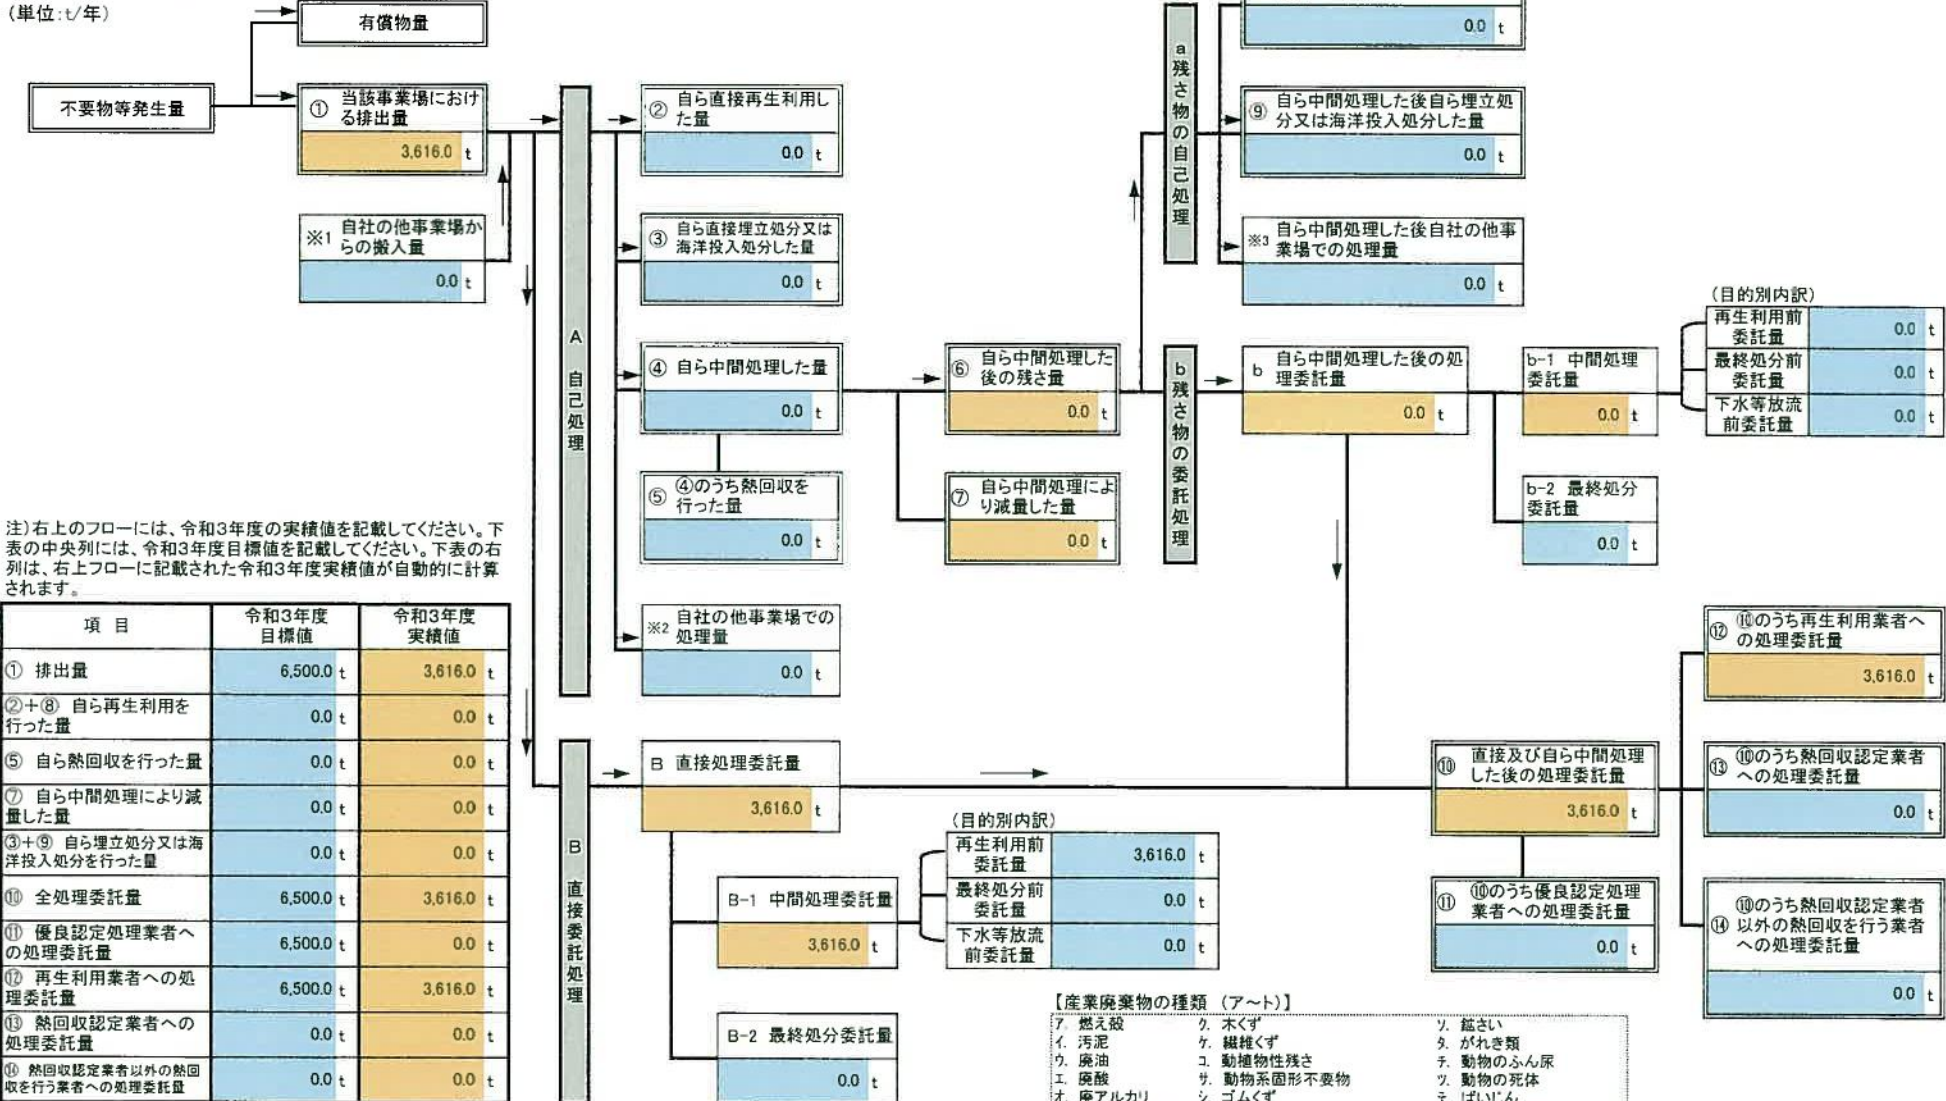 (単位:t/年)
有償物量
不要物等発生量
① 当該事業場におけ
る排出量
3,616.0 t
※1 自社の他事業場か
らの搬入量
0.0 t
A 自己処理
② 自ら直接再生利用し
た量
0.0 t
③ 自ら直接埋立処分又は
海洋投入処分した量
0.0 t
④ 自ら中間処理した量
0.0 t
⑤ ④のうち熱回収を
行った量
0.0 t
※2 自社の他事業場での
処理量
0.0 t
⑥ 自ら中間処理した
後の残さ量
0.0 t
⑦ 自ら中間処理によ
り減量した量
0.0 t
a 残さ物の自己処理
0.0 t
⑨ 自ら中間処理した後自ら埋立処
分又は海洋投入処分した量
0.0 t
※3 自ら中間処理した後自社の他事
業場での処理量
0.0 t
b 残さ物の委託処理
b 自ら中間処理した後の処
理委託量
0.0 t
b-1 中間処理
委託量
0.0 t
(目的別内訳)
再生利用前
委託量
0.0 t
最終処分前
委託量
0.0 t
下水等放流
前委託量
0.0 t
b-2 最終処分
委託量
0.0 t
注)右上のフローには、令和3年度の実績値を記載してください。下
表の中央列には、令和3年度目標値を記載してください。下表の右
列は、右上フローに記載された令和3年度実績値が自動的に計算
されます。
項 目
令和3年度
目標値
令和3年度
実績値
① 排出量 6,500.0 t 3,616.0 t
②+⑧ 自ら再生利用を
行った量 0.0 t 0.0 t
⑤ 自ら熱回収を行った量 0.0 t 0.0 t
⑦ 自ら中間処理により減
量した量 0.0 t 0.0 t
③+⑨ 自ら埋立処分又は海
洋投入処分を行った量 0.0 t 0.0 t
⑩ 全処理委託量 6,500.0 t 3,616.0 t
⑪ 優良認定処理業者へ
の処理委託量 6,500.0 t 0.0 t
⑫ 再生利用業者への処
理委託量 6,500.0 t 3,616.0 t
⑬ 熱回収認定業者への
処理委託量 0.0 t 0.0 t
⑭ 熱回収認定業者以外の熱回
収を行う業者への処理委託量 0.0 t 0.0 t
B 直接委託処理
B 直接処理委託量
3,616.0 t
B-1 中間処理委託量
3,616.0 t
(目的別内訳)
再生利用前
委託量
3,616.0 t
最終処分前
委託量
0.0 t
下水等放流
前委託量
0.0 t
B-2 最終処分委託量
0.0 t
⑩ 直接及び自ら中間処理
した後の処理委託量
3,616.0 t
⑪ ⑩のうち優良認定処理
業者への処理委託量
0.0 t
⑫ ⑩のうち再生利用業者へ
の処理委託量
3,616.0 t
⑬ ⑩のうち熱回収認定業者
への処理委託量
0.0 t
⑭ ⑩のうち熱回収認定業者
以外の熱回収を行う業者
への処理委託量
0.0 t
【産業廃棄物の種類 (ア~ト)】
ア. 燃え殻 ク. 木くず ソ. 鉱さい
イ. 汚泥 ケ. 繊維くず タ. がれき類
ウ. 廃油 コ. 動植物性残さ チ. 動物のふん尿
エ. 廃酸 サ. 動物系固形不要物 ツ. 動物の死体
オ. 廃アルカリ シ. ゴムくず テ. ばいじん